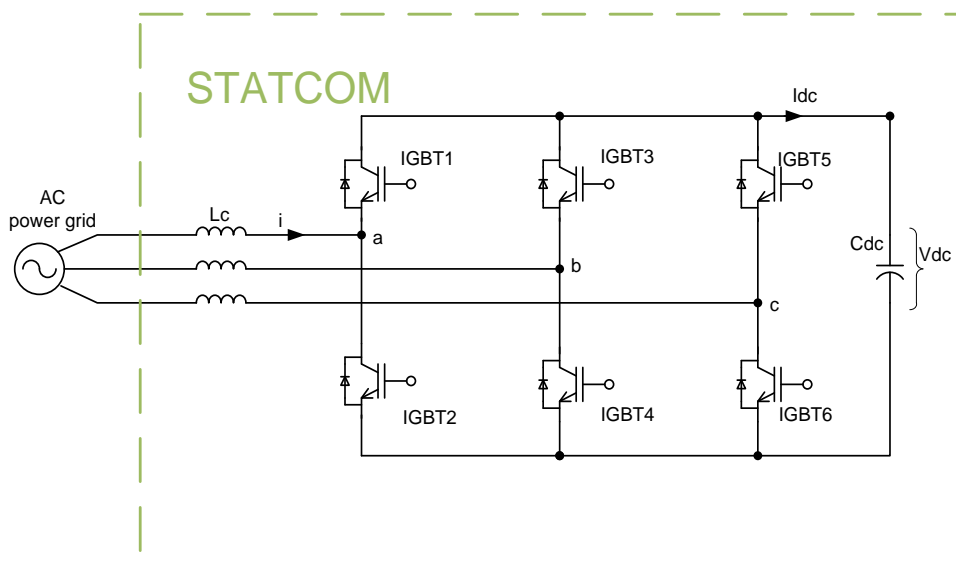 STATCOM
Idc
IGBT1
IGBT3
IGBT5
AC
power grid
Lc
i
a
b
c
Cdc
Vdc
IGBT2
IGBT4
IGBT6